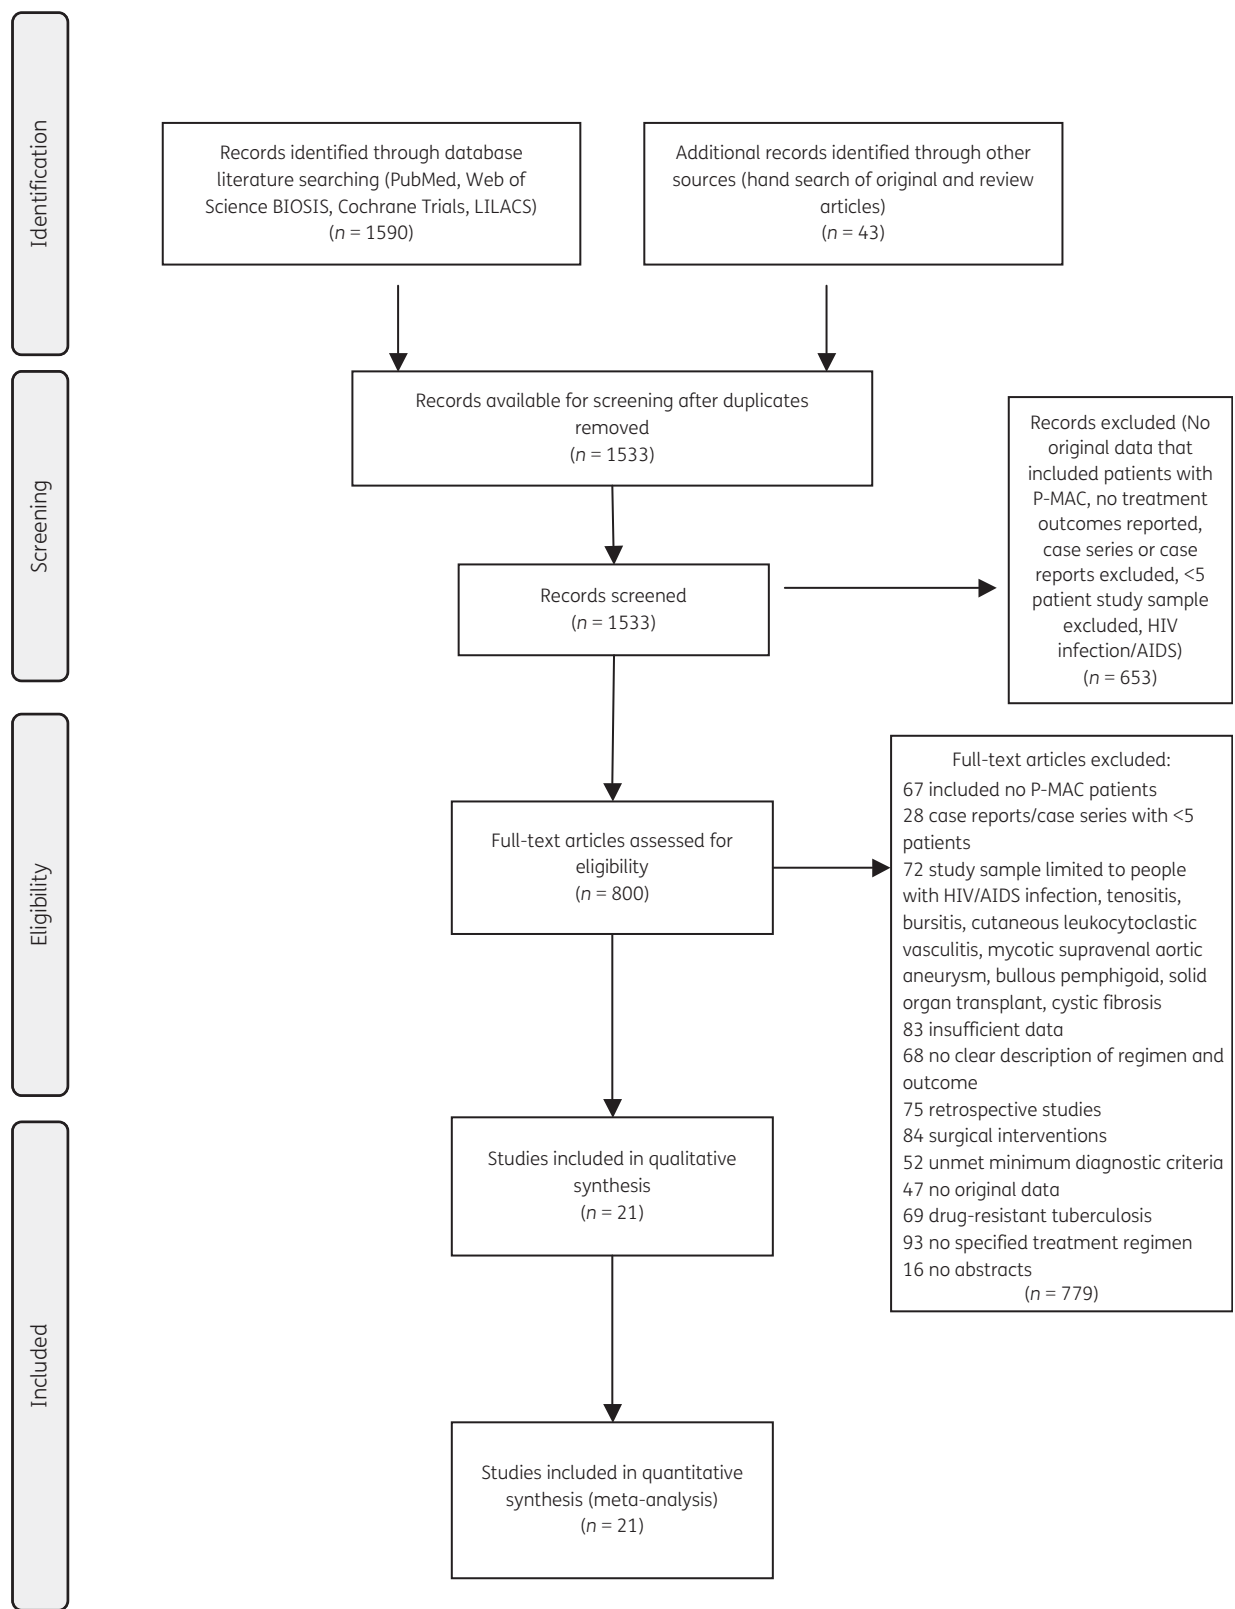 Identification
Records identified through database
literature searching (PubMed, Web of
Science BIOSIS, Cochrane Trials, LILACS)
(n = 1590)
Additional records identified through other
sources (hand search of original and review
articles)
(n = 43)
Screening
Records available for screening after duplicates
removed
(n = 1533)
Records screened
(n = 1533)
Records excluded (No
original data that
included patients with
P-MAC, no treatment
outcomes reported,
case series or case
reports excluded, <5
patient study sample
excluded, HIV
infection/AIDS)
(n = 653)
Eligibility
Full-text articles assessed for
eligibility
(n = 800)
Full-text articles excluded:
67 included no P-MAC patients
28 case reports/case series with <5
patients
72 study sample limited to people
with HIV/AIDS infection, tenositis,
bursitis, cutaneous leukocytoclastic
vasculitis, mycotic supravenal aortic
aneurysm, bullous pemphigoid, solid
organ transplant, cystic fibrosis
83 insufficient data
68 no clear description of regimen and
outcome
75 retrospective studies
84 surgical interventions
52 unmet minimum diagnostic criteria
47 no original data
69 drug-resistant tuberculosis
93 no specified treatment regimen
16 no abstracts
(n = 779)
Included
Studies included in qualitative
synthesis
(n = 21)
Studies included in quantitative
synthesis (meta-analysis)
(n = 21)